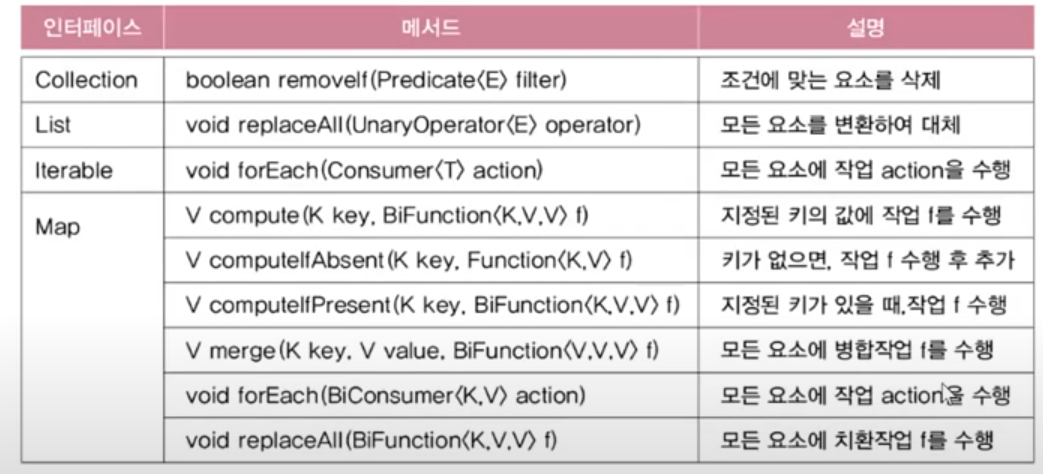 인터페이스 메서드 설명
Collection boolean removeIf(Predicate〈E〉 filter) 조건에 맞는 요소를 삭제
List void replaceAll(UnaryOperator〈E〉 operator) 모든 요소를 변환하여 대체
Iterable void forEach(Consumer〈T〉 action) 모든 요소에 작업 action을 수행
Map V compute(K key, BiFunction〈K,V,V〉 f) 지정된 키의 값에 작업 f를 수행
V computeIfAbsent(K key, Function〈K,V〉 f) 키가 없으면, 작업 f 수행 후 추가
V computeIfPresent(K key, BiFunction〈K,V,V〉 f) 지정된 키가 있을 때,작업 f 수행
V merge(K key, V value, BiFunction〈V,V,V〉 f) 모든 요소에 병합작업 f를 수행
void forEach(BiConsumer〈K,V〉 action) 모든 요소에 작업 action을 수행
void replaceAll(BiFunction〈K,V,V〉 f) 모든 요소에 치환작업 f를 수행